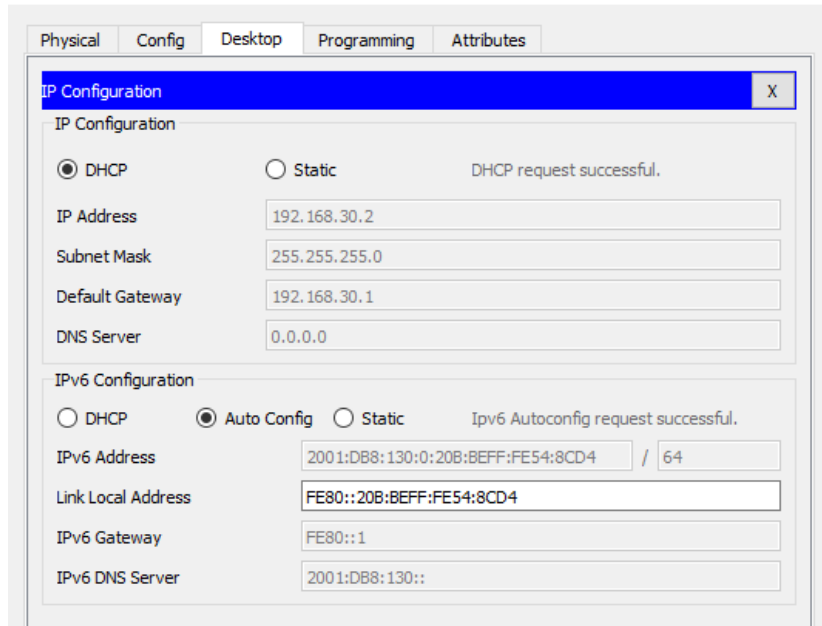 Physical Config Desktop Programming Attributes
IP Configuration X
IP Configuration
DHCP Static DHCP request successful.
IP Address 192.168.30.2
Subnet Mask 255.255.255.0
Default Gateway 192.168.30.1
DNS Server 0.0.0.0
IPv6 Configuration
DHCP Auto Config Static Ipv6 Autoconfig request successful.
IPv6 Address 2001:DB8:130:0:20B:BEFF:FE54:8CD4 / 64
Link Local Address FE80::20B:BEFF:FE54:8CD4
IPv6 Gateway FE80::1
IPv6 DNS Server 2001:DB8:130::